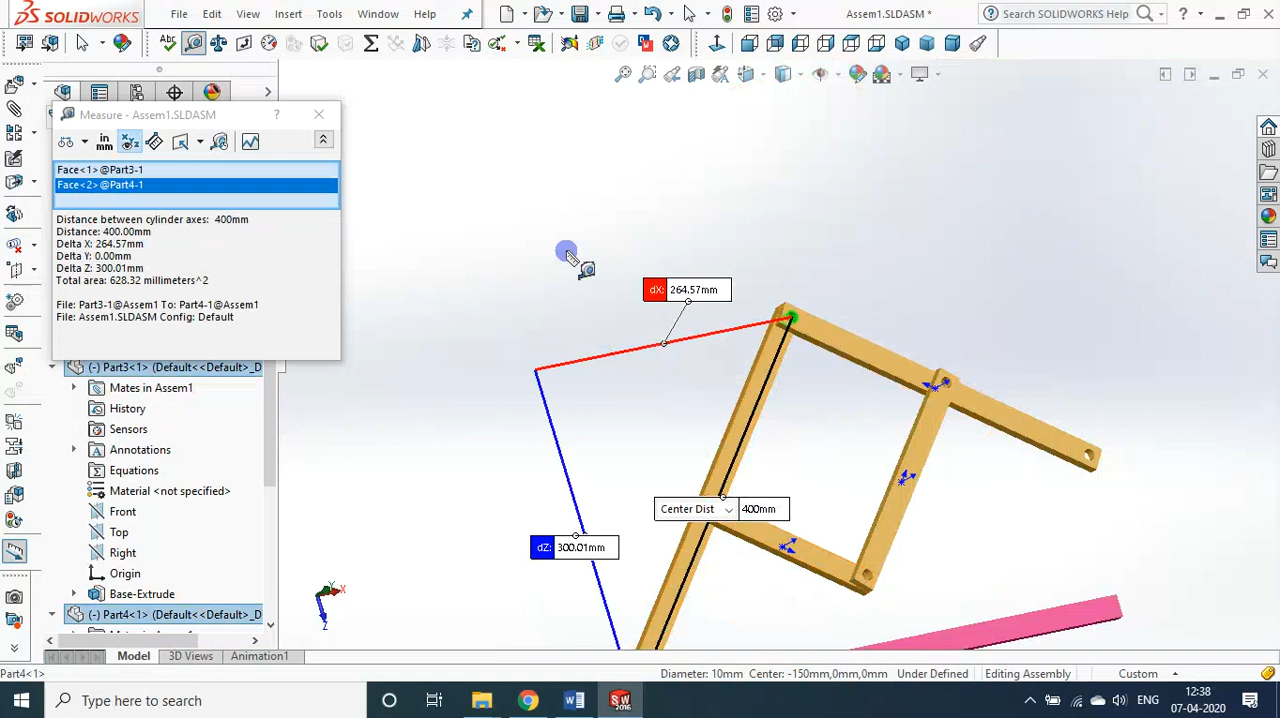 SOLIDWORKS File Edit View Insert Tools Window Help Assem1.SLDASM * Search SOLIDWORKS Help
Measure - Assem1.SLDASM
in
mm
Face<1>@Part3-1
Face<2>@Part4-1
Distance between cylinder axes: 400mm
Distance: 400.00mm
Delta X: 264.57mm
Delta Y: 0.00mm
Delta Z: 300.01mm
Total area: 628.32 millimeters^2
File: Part3-1@Assem1 To: Part4-1@Assem1
File: Assem1.SLDASM Config: Default
(-) Part3<1> (Default<<Default>_D
Mates in Assem1
History
Sensors
Annotations
Equations
Material <not specified>
Front
Top
Right
Origin
Base-Extrude
(-) Part4<1> (Default<<Default>_D
dX: 264.57mm
Center Dist 400mm
dZ: 300.01mm
Y
X
Z
Model 3D Views Animation1
Part4<1> Diameter: 10mm Center: -150mm,0mm,0mm Under Defined Editing Assembly Custom
Type here to search
ENG
12:38
07-04-2020
SW
2016